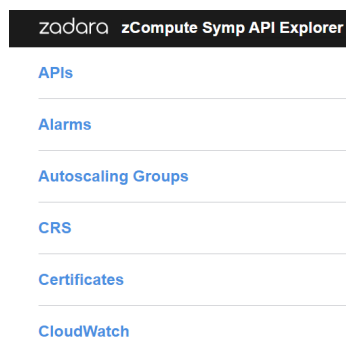 zadara zCompute Symp API Explorer
APIs
Alarms
Autoscaling Groups
CRS
Certificates
CloudWatch